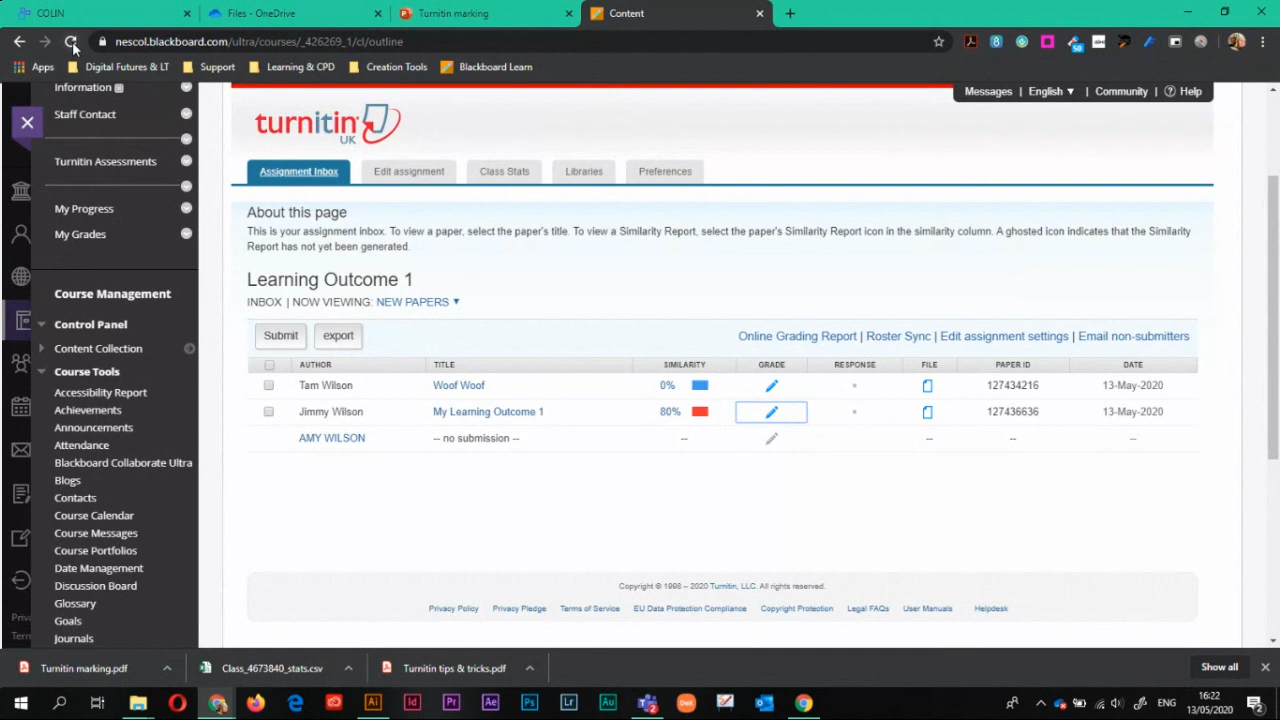 COLIN × Files - OneDrive × Turnitin marking × Content × +
nescol.blackboard.com/ultra/courses/_426269_1/cl/outline
Apps Digital Futures & LT Support Learning & CPD Creation Tools Blackboard Learn
Information
Staff Contact
Turnitin Assessments
My Progress
My Grades
Course Management
Control Panel
Content Collection
Course Tools
Accessibility Report
Achievements
Announcements
Attendance
Blackboard Collaborate Ultra
Blogs
Contacts
Course Calendar
Course Messages
Course Portfolios
Date Management
Discussion Board
Glossary
Goals
Journals
Messages English ▼ Community ? Help
turnitin UK
Assignment Inbox Edit assignment Class Stats Libraries Preferences
About this page
This is your assignment inbox. To view a paper, select the paper's title. To view a Similarity Report, select the paper's Similarity Report icon in the similarity column. A ghosted icon indicates that the Similarity
Report has not yet been generated.
Learning Outcome 1
INBOX | NOW VIEWING: NEW PAPERS ▼
Submit export Online Grading Report | Roster Sync | Edit assignment settings | Email non-submitters
AUTHOR TITLE SIMILARITY GRADE RESPONSE FILE PAPER ID DATE
Tam Wilson Woof Woof 0% 127434216 13-May-2020
Jimmy Wilson My Learning Outcome 1 80% 127436636 13-May-2020
AMY WILSON -- no submission -- -- -- -- --
Copyright © 1998 – 2020 Turnitin, LLC. All rights reserved.
Privacy Policy Privacy Pledge Terms of Service EU Data Protection Compliance Copyright Protection Legal FAQs User Manuals Helpdesk
Priva
Term
Turnitin marking.pdf Class_4673840_stats.csv Turnitin tips & tricks.pdf Show all
Ai Id Pr Ae Ps Lr Au ENG 16:22
13/05/2020